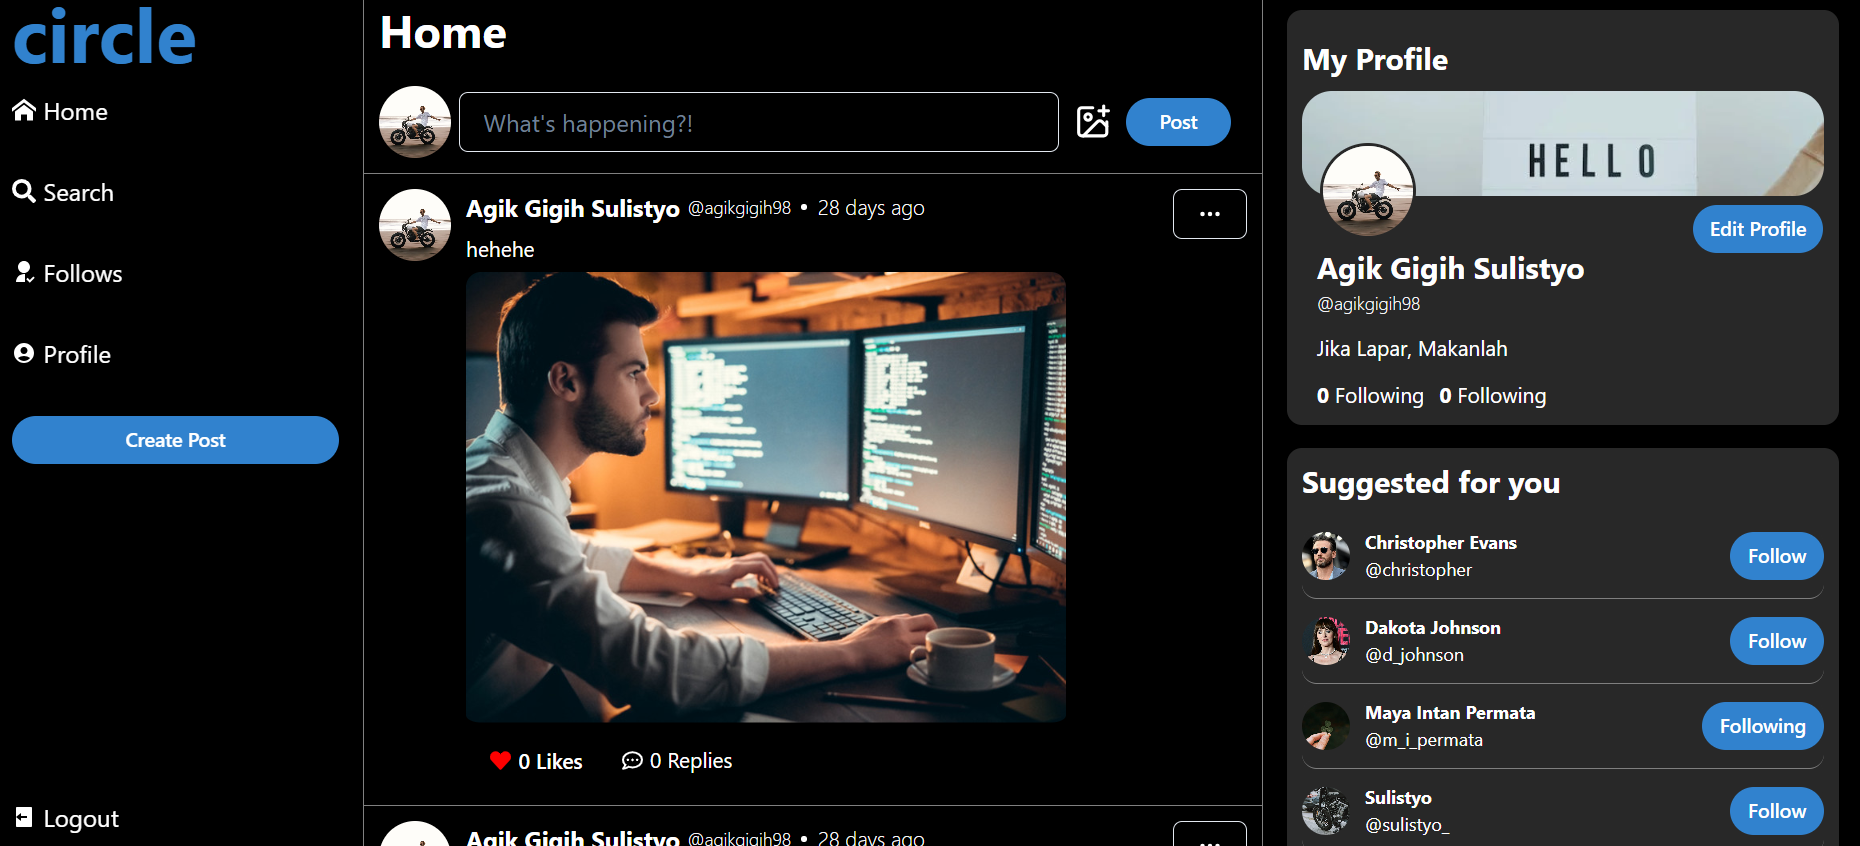 circle
Home
Search
Follows
Profile
Create Post
Logout
Home
What's happening?!
Post
Agik Gigih Sulistyo @agikgigih98 • 28 days ago
···
hehehe
0 Likes
0 Replies
Agik Gigih Sulistyo @agikgigih98 • 28 days ago
My Profile
HELLO
Edit Profile
Agik Gigih Sulistyo
@agikgigih98
Jika Lapar, Makanlah
0 Following 0 Following
Suggested for you
Christopher Evans
@christopher
Follow
Dakota Johnson
@d_johnson
Follow
Maya Intan Permata
@m_i_permata
Following
Sulistyo
@sulistyo_
Follow